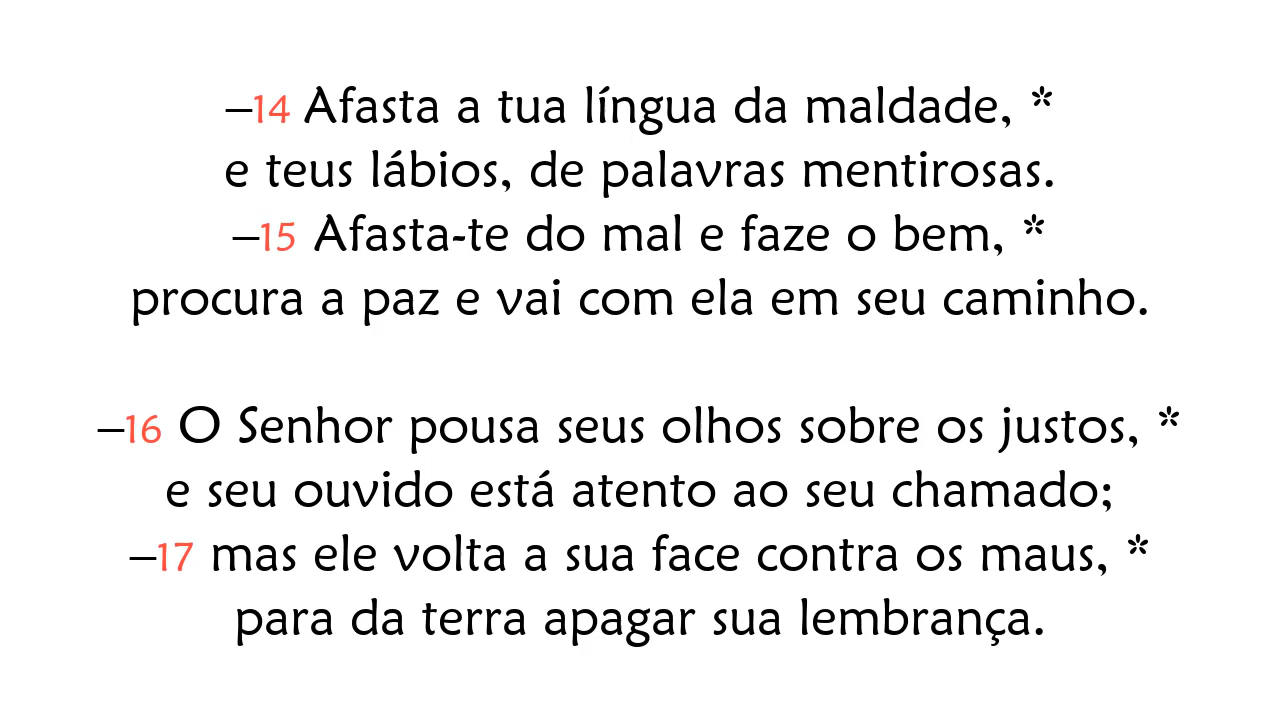 –14 Afasta a tua língua da maldade, *
e teus lábios, de palavras mentirosas.
–15 Afasta-te do mal e faze o bem, *
procura a paz e vai com ela em seu caminho.
–16 O Senhor pousa seus olhos sobre os justos, *
e seu ouvido está atento ao seu chamado;
–17 mas ele volta a sua face contra os maus, *
para da terra apagar sua lembrança.